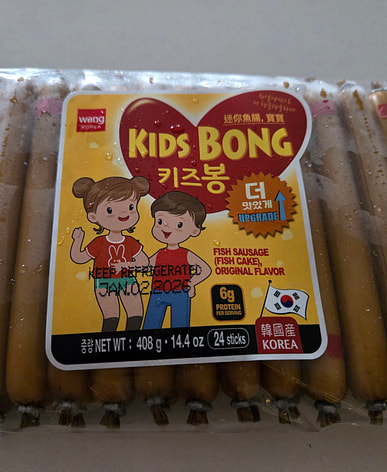 wang
KOREA
迷你魚腸, 寶寶
KIDS BONG
키즈봉
더
맛있게
UPGRADE!
FISH SAUSAGE
(FISH CAKE),
ORIGINAL FLAVOR
KEEP REFRIGERATED
JAN.02.2026
6g
PROTEIN
PER SERVING
韓國産
KOREA
중량 NET WT : 408 g · 14.4 oz 24 sticks